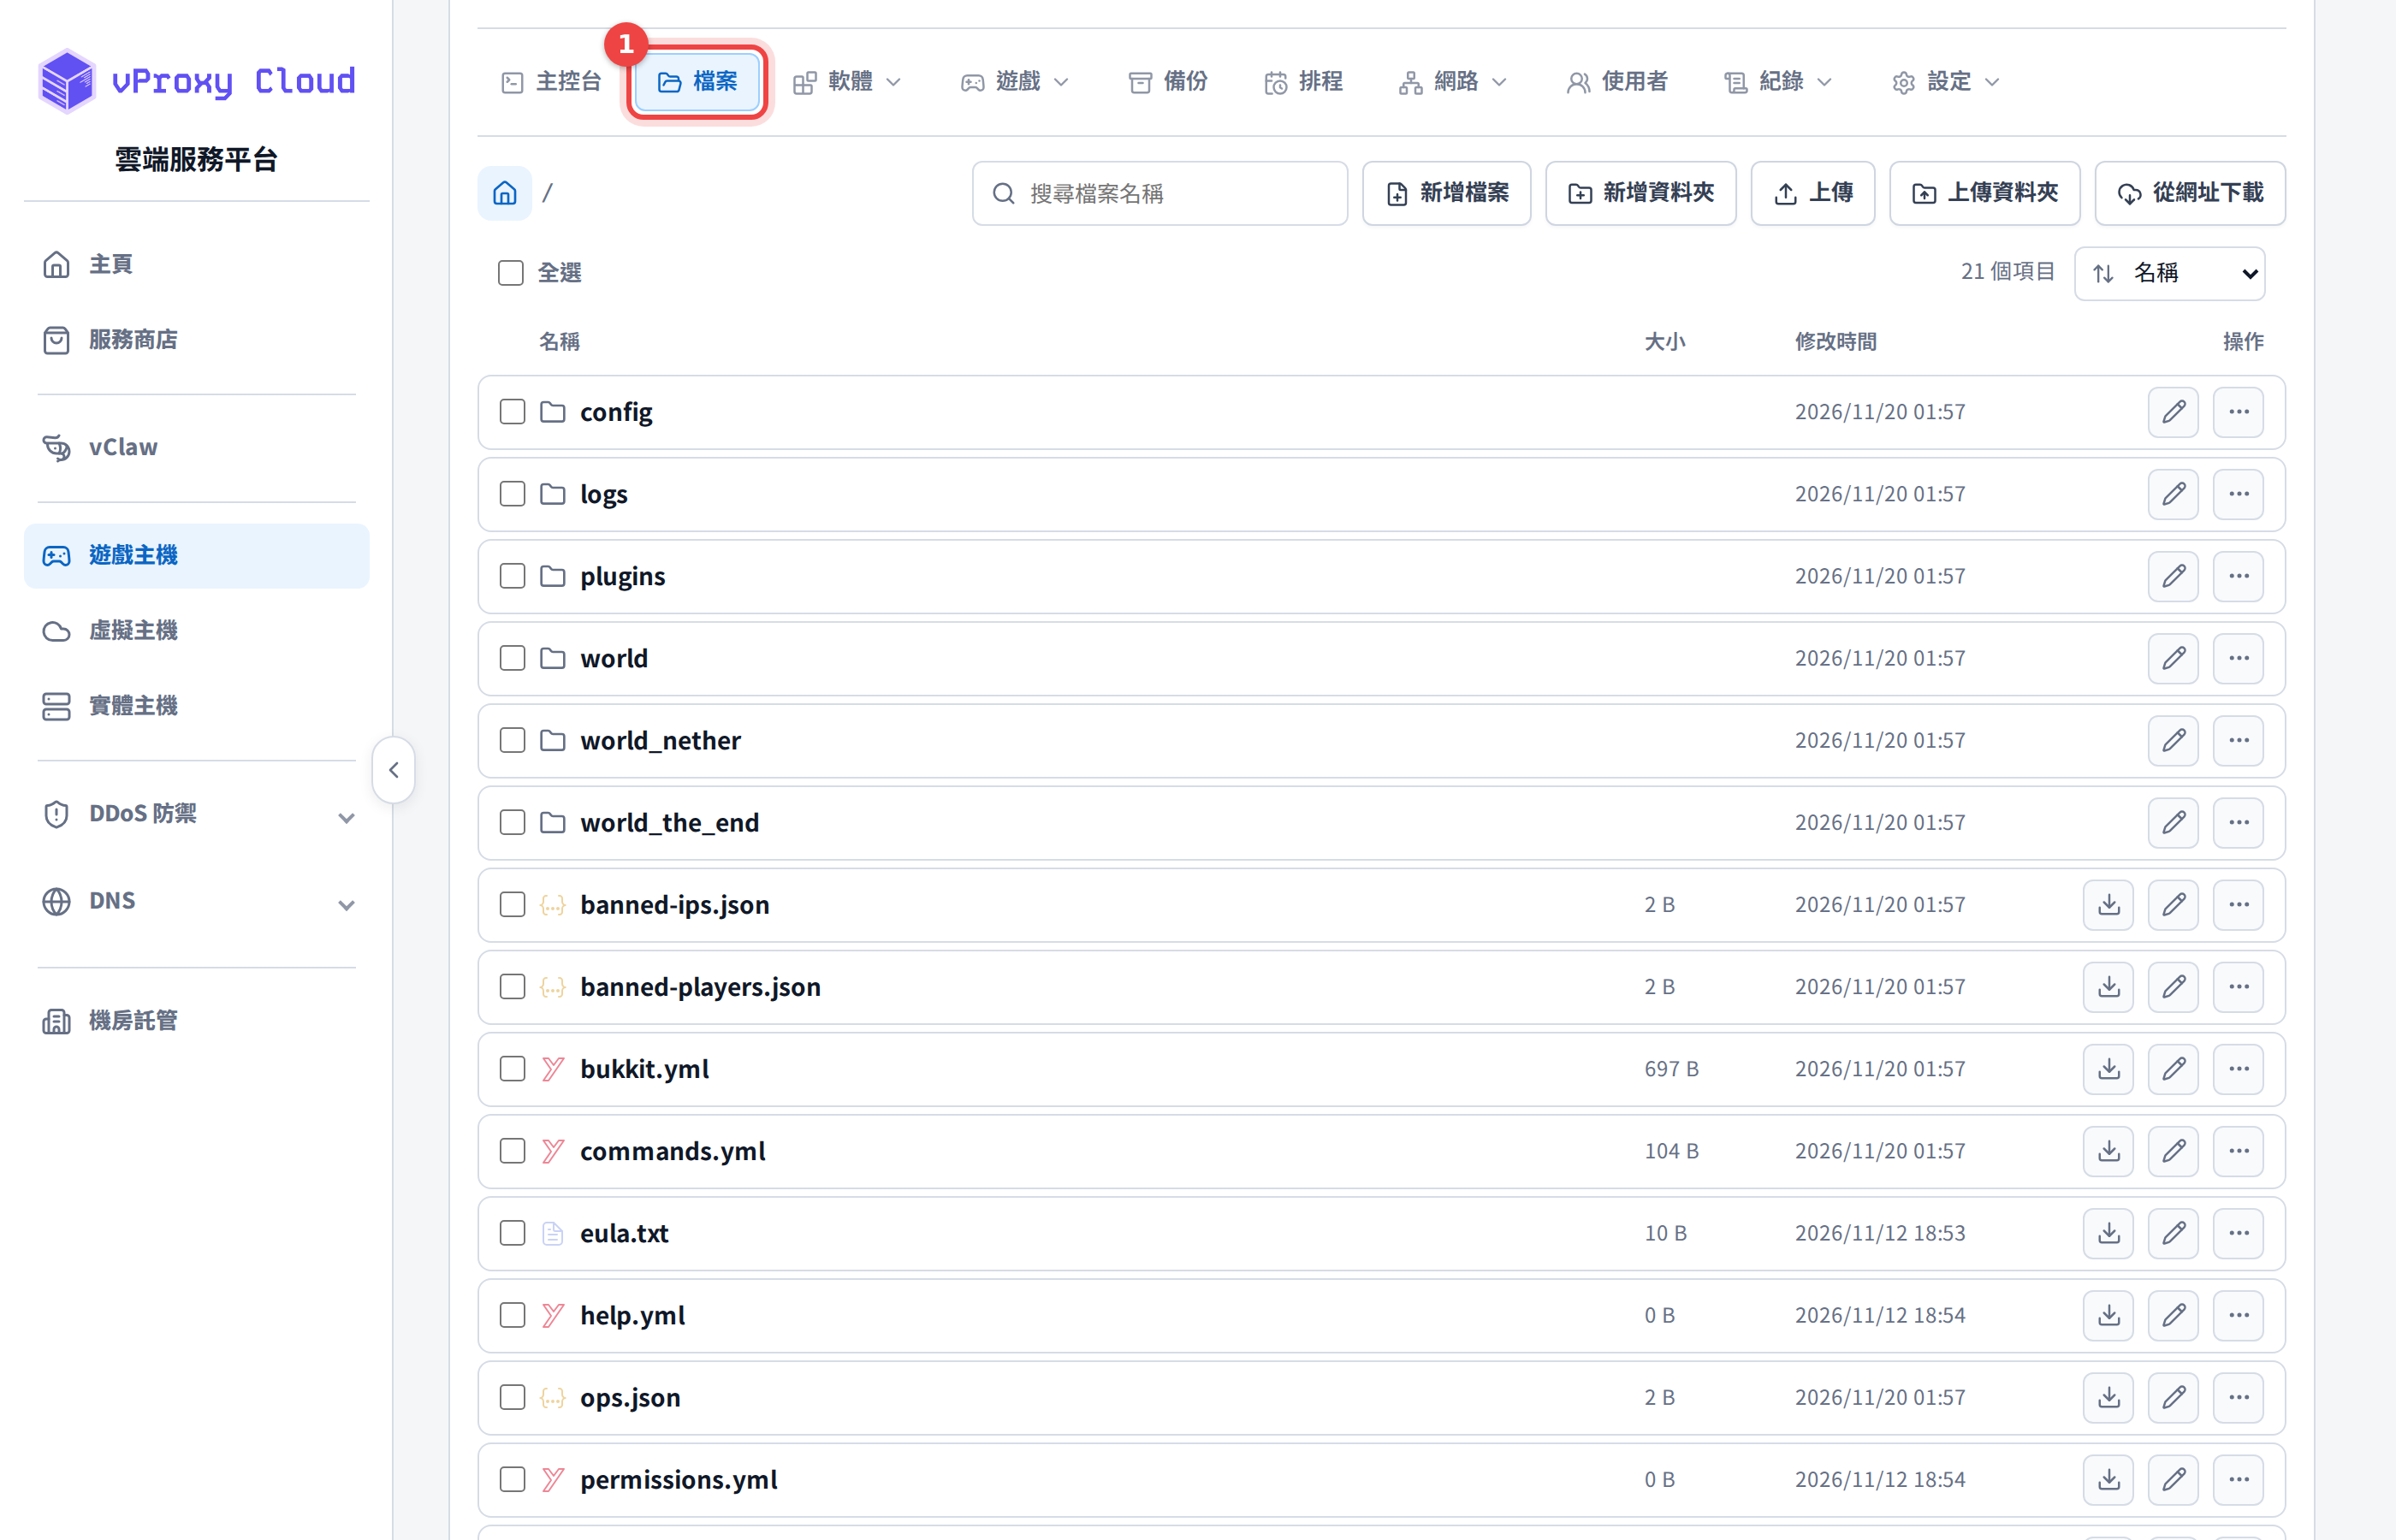 vProxy Cloud
雲端服務平台
主頁
服務商店
vClaw
遊戲主機
虛擬主機
實體主機
DDoS 防禦
DNS
機房託管
1
主控台 檔案 軟體 遊戲 備份 排程 網路 使用者 紀錄 設定
/ 搜尋檔案名稱 新增檔案 新增資料夾 上傳 上傳資料夾 從網址下載
全選 21 個項目 名稱
名稱 大小 修改時間 操作
config 2026/11/20 01:57
logs 2026/11/20 01:57
plugins 2026/11/20 01:57
world 2026/11/20 01:57
world_nether 2026/11/20 01:57
world_the_end 2026/11/20 01:57
banned-ips.json 2 B 2026/11/20 01:57
banned-players.json 2 B 2026/11/20 01:57
bukkit.yml 697 B 2026/11/20 01:57
commands.yml 104 B 2026/11/20 01:57
eula.txt 10 B 2026/11/12 18:53
help.yml 0 B 2026/11/12 18:54
ops.json 2 B 2026/11/20 01:57
permissions.yml 0 B 2026/11/12 18:54